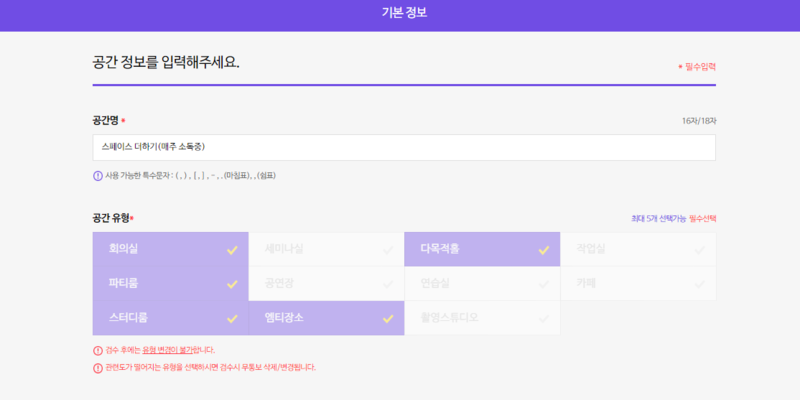 기본 정보
공간 정보를 입력해주세요.
* 필수입력
공간명 *
16자/18자
스페이스 더하기(매주 소독중)
사용 가능한 특수문자 : ( , ) , [ , ] , - , .(마침표), ,(쉼표)
공간 유형*
최대 5개 선택가능 필수선택
회의실 세미나실 다목적홀 작업실
파티룸 공연장 연습실 카페
스터디룸 엠티장소 촬영스튜디오
검수 후에는 유형 변경이 불가합니다.
관련도가 떨어지는 유형을 선택하시면 검수시 무통보 삭제/변경됩니다.